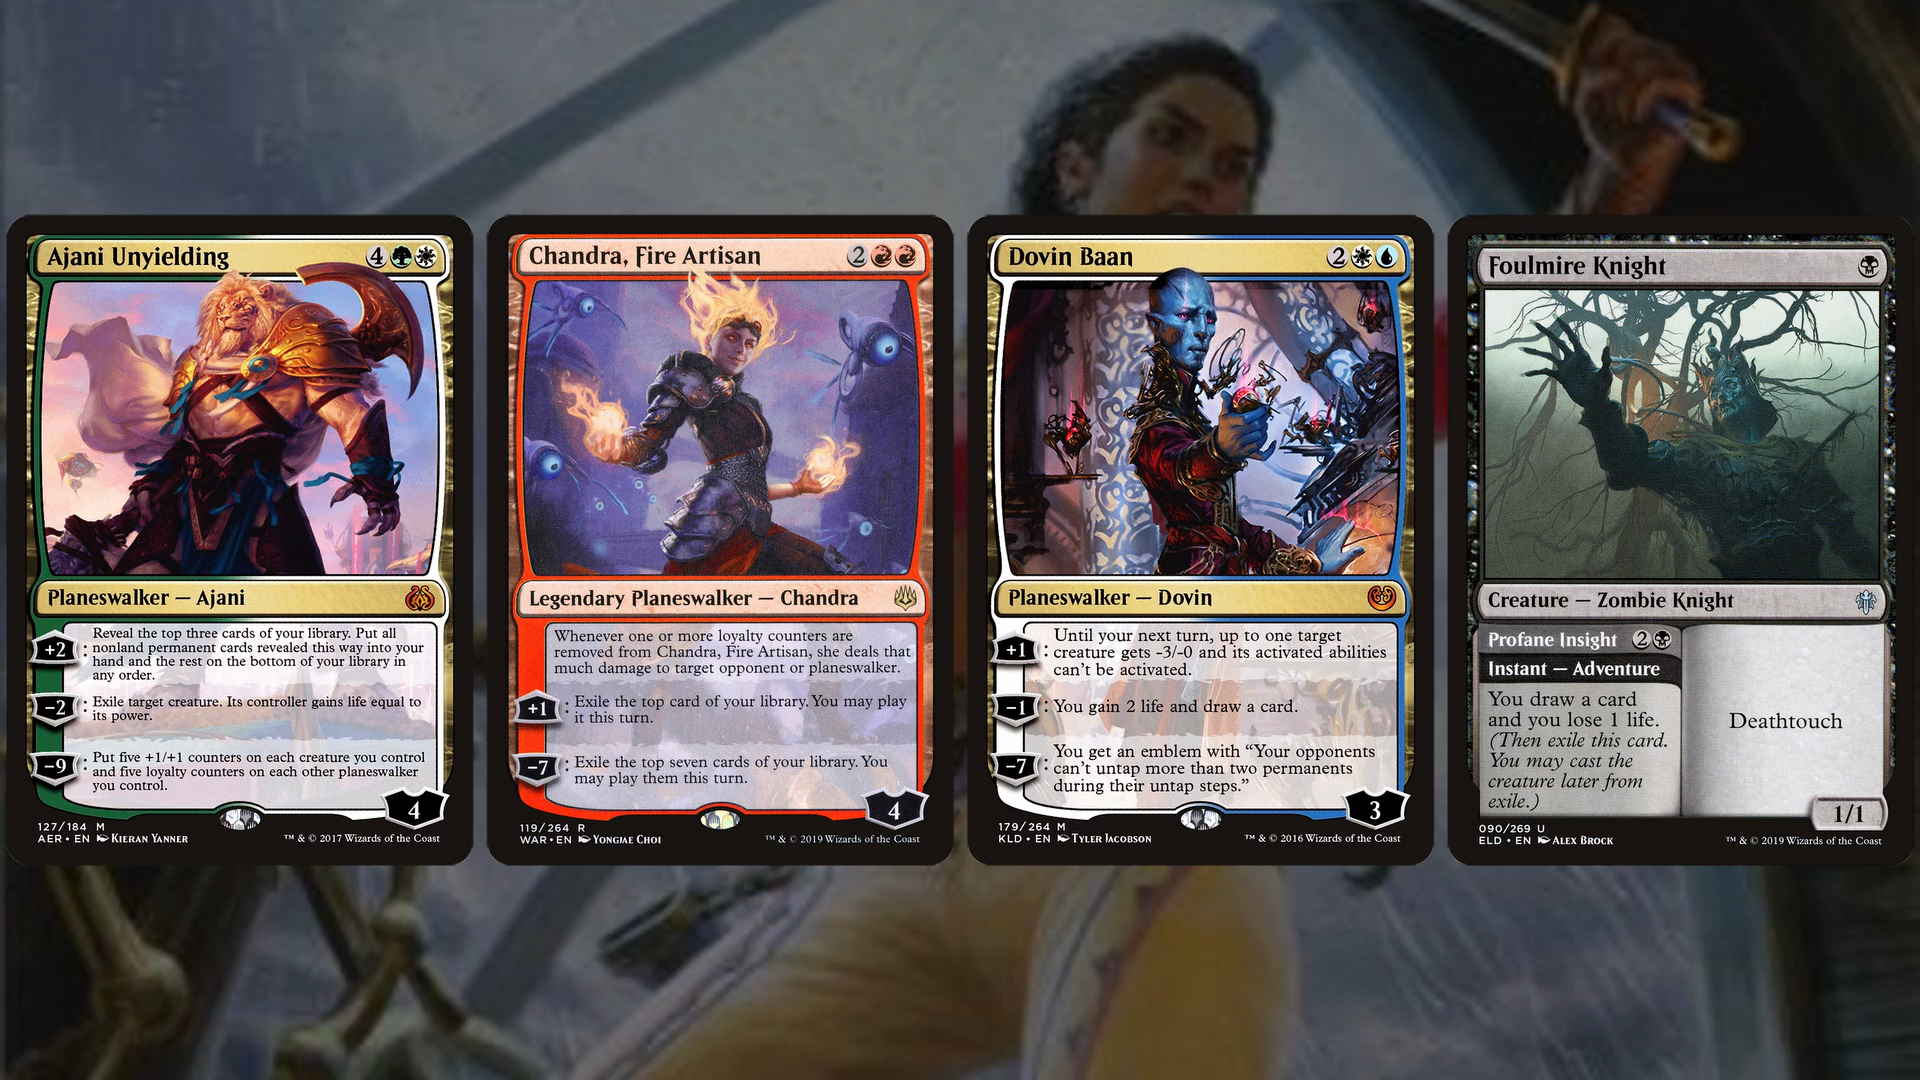 Ajani Unyielding 4
Planeswalker — Ajani
+2: Reveal the top three cards of your library. Put all
nonland permanent cards revealed this way into your
hand and the rest on the bottom of your library in
any order.
-2: Exile target creature. Its controller gains life equal to
its power.
-9: Put five +1/+1 counters on each creature you control
and five loyalty counters on each other planeswalker
you control.
4
127/184 M
AER • EN KIERAN YANNER ™ & © 2017 Wizards of the Coast
Chandra, Fire Artisan 2
Legendary Planeswalker — Chandra
Whenever one or more loyalty counters are
removed from Chandra, Fire Artisan, she deals that
much damage to target opponent or planeswalker.
+1: Exile the top card of your library. You may play
it this turn.
-7: Exile the top seven cards of your library. You
may play them this turn.
4
119/264 R
WAR • EN YONGJAE CHOI ™ & © 2019 Wizards of the Coast
Dovin Baan 2
Planeswalker — Dovin
+1: Until your next turn, up to one target
creature gets -3/-0 and its activated abilities
can't be activated.
-1: You gain 2 life and draw a card.
-7: You get an emblem with “Your opponents
can't untap more than two permanents
during their untap steps.”
3
179/264 M
KLD • EN TYLER JACOBSON ™ & © 2016 Wizards of the Coast
Foulmire Knight
Creature — Zombie Knight
Profane Insight 2
Instant — Adventure
You draw a card
and you lose 1 life.
(Then exile this card.
You may cast the
creature later from
exile.)
Deathtouch
1/1
090/269 U
ELD • EN ALEX BROCK ™ & © 2019 Wizards of the Coast